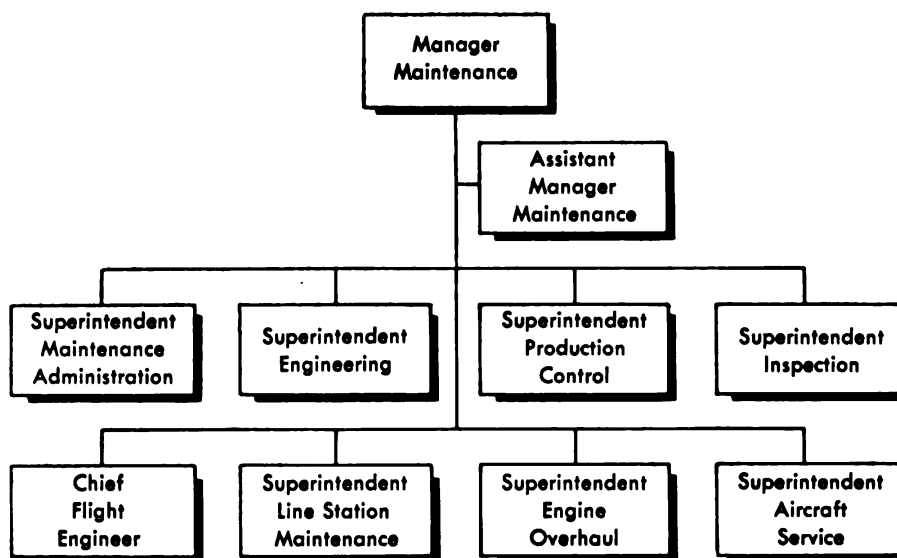 Manager
Maintenance
Assistant
Manager
Maintenance
Superintendent
Maintenance
Administration
Superintendent
Engineering
Superintendent
Production
Control
Superintendent
Inspection
Chief
Flight
Engineer
Superintendent
Line Station
Maintenance
Superintendent
Engine
Overhaul
Superintendent
Aircraft
Service